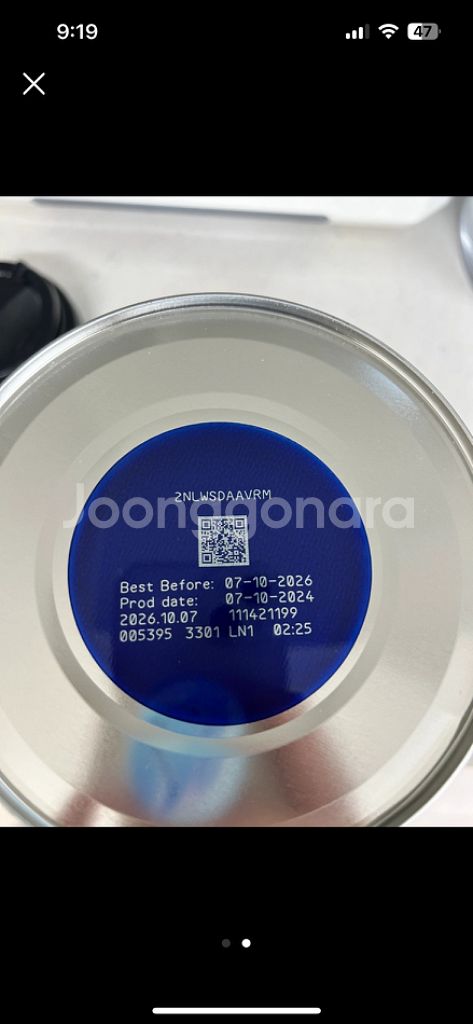 9:19
47
2NLWSDAAVRM
Joonggonara
Best Before: 07-10-2026
Prod date: 07-10-2024
2026.10.07 111421199
005395 3301 LN1 02:25